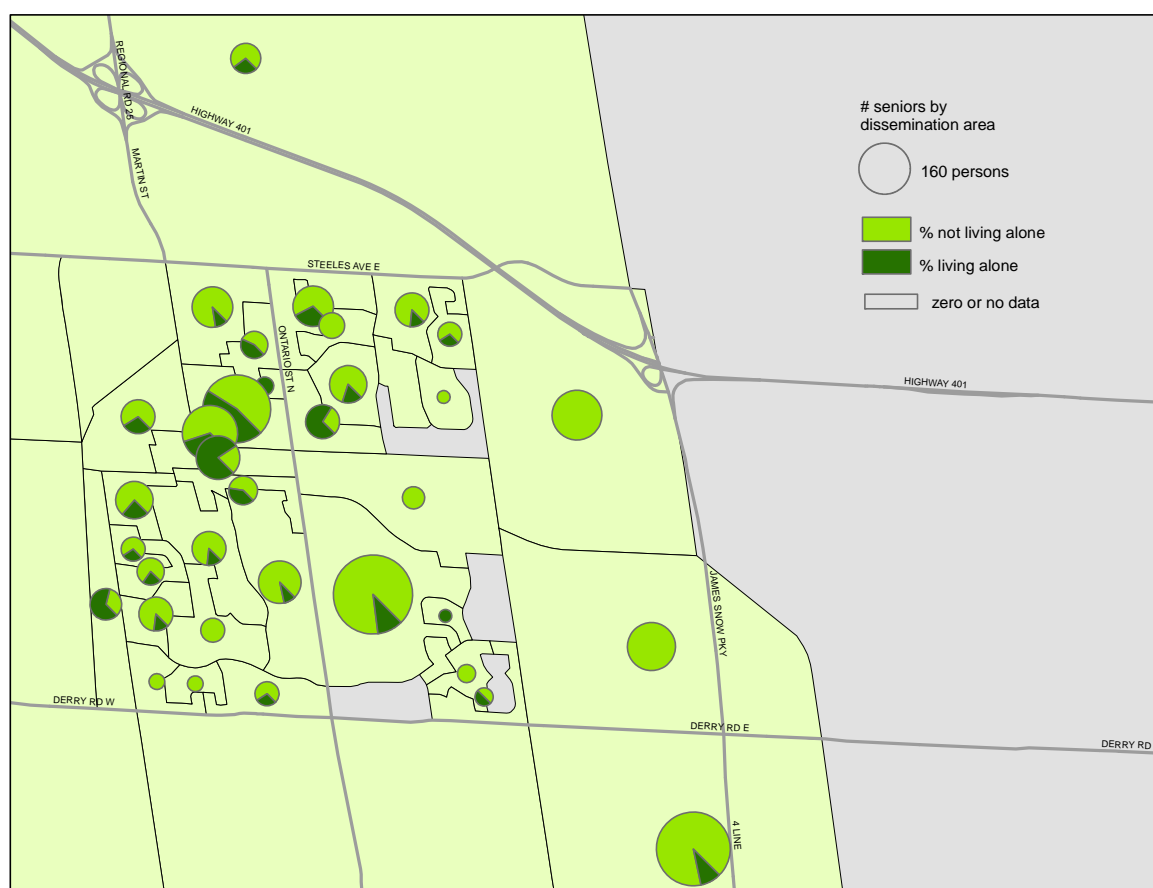 REGIONAL RD 25
HIGHWAY 401
MARTIN ST
# seniors by
dissemination area
160 persons
% not living alone
% living alone
zero or no data
STEELES AVE E
ONTARIO ST N
HIGHWAY 401
JAMES SNOW PKY
DERRY RD W
DERRY RD E
DERRY RD
4 LINE